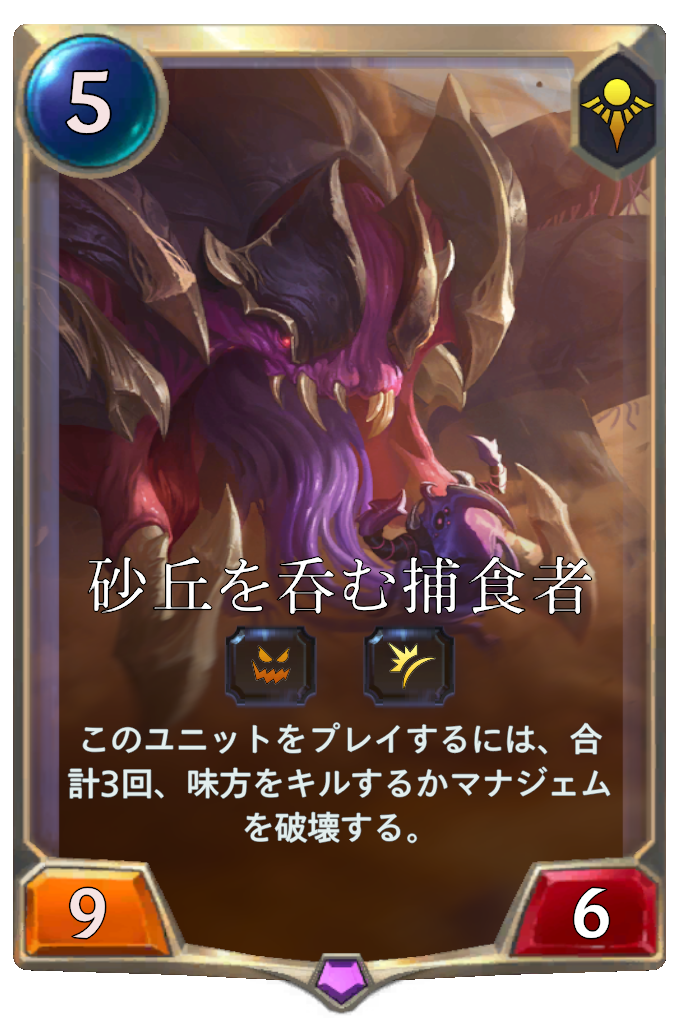 5
砂丘を呑む捕食者
このユニットをプレイするには、合
計3回、味方をキルするかマナジェム
を破壊する。
9
6